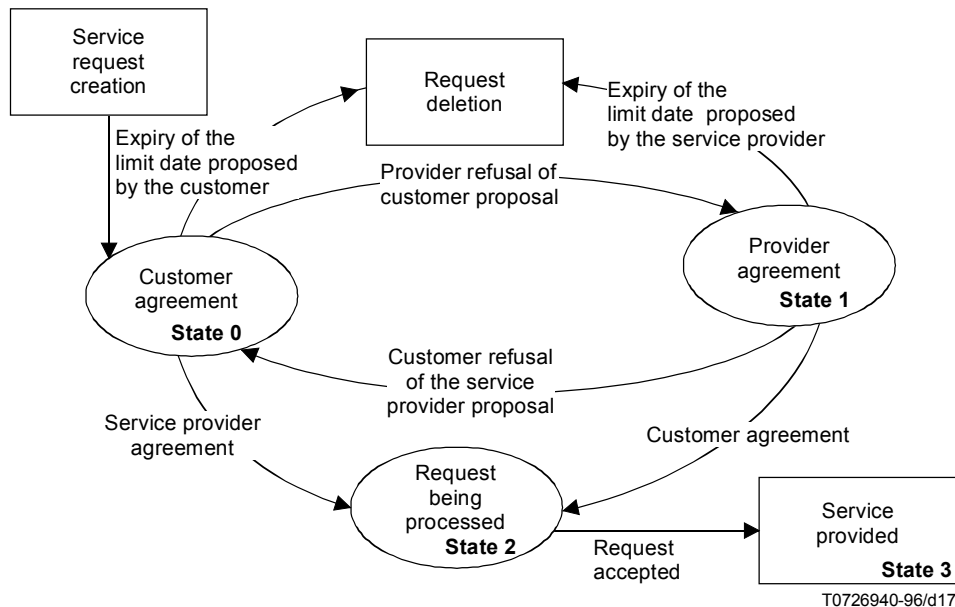 Service
request
creation
Request
deletion
Expiry of the
limit date proposed
by the customer
Expiry of the
limit date proposed
by the service provider
Provider refusal of
customer proposal
Customer
agreement
State 0
Provider
agreement
State 1
Customer refusal
of the service
provider proposal
Service provider
agreement
Customer agreement
Request
being
processed
State 2
Request
accepted
Service
provided
State 3
T0726940-96/d17